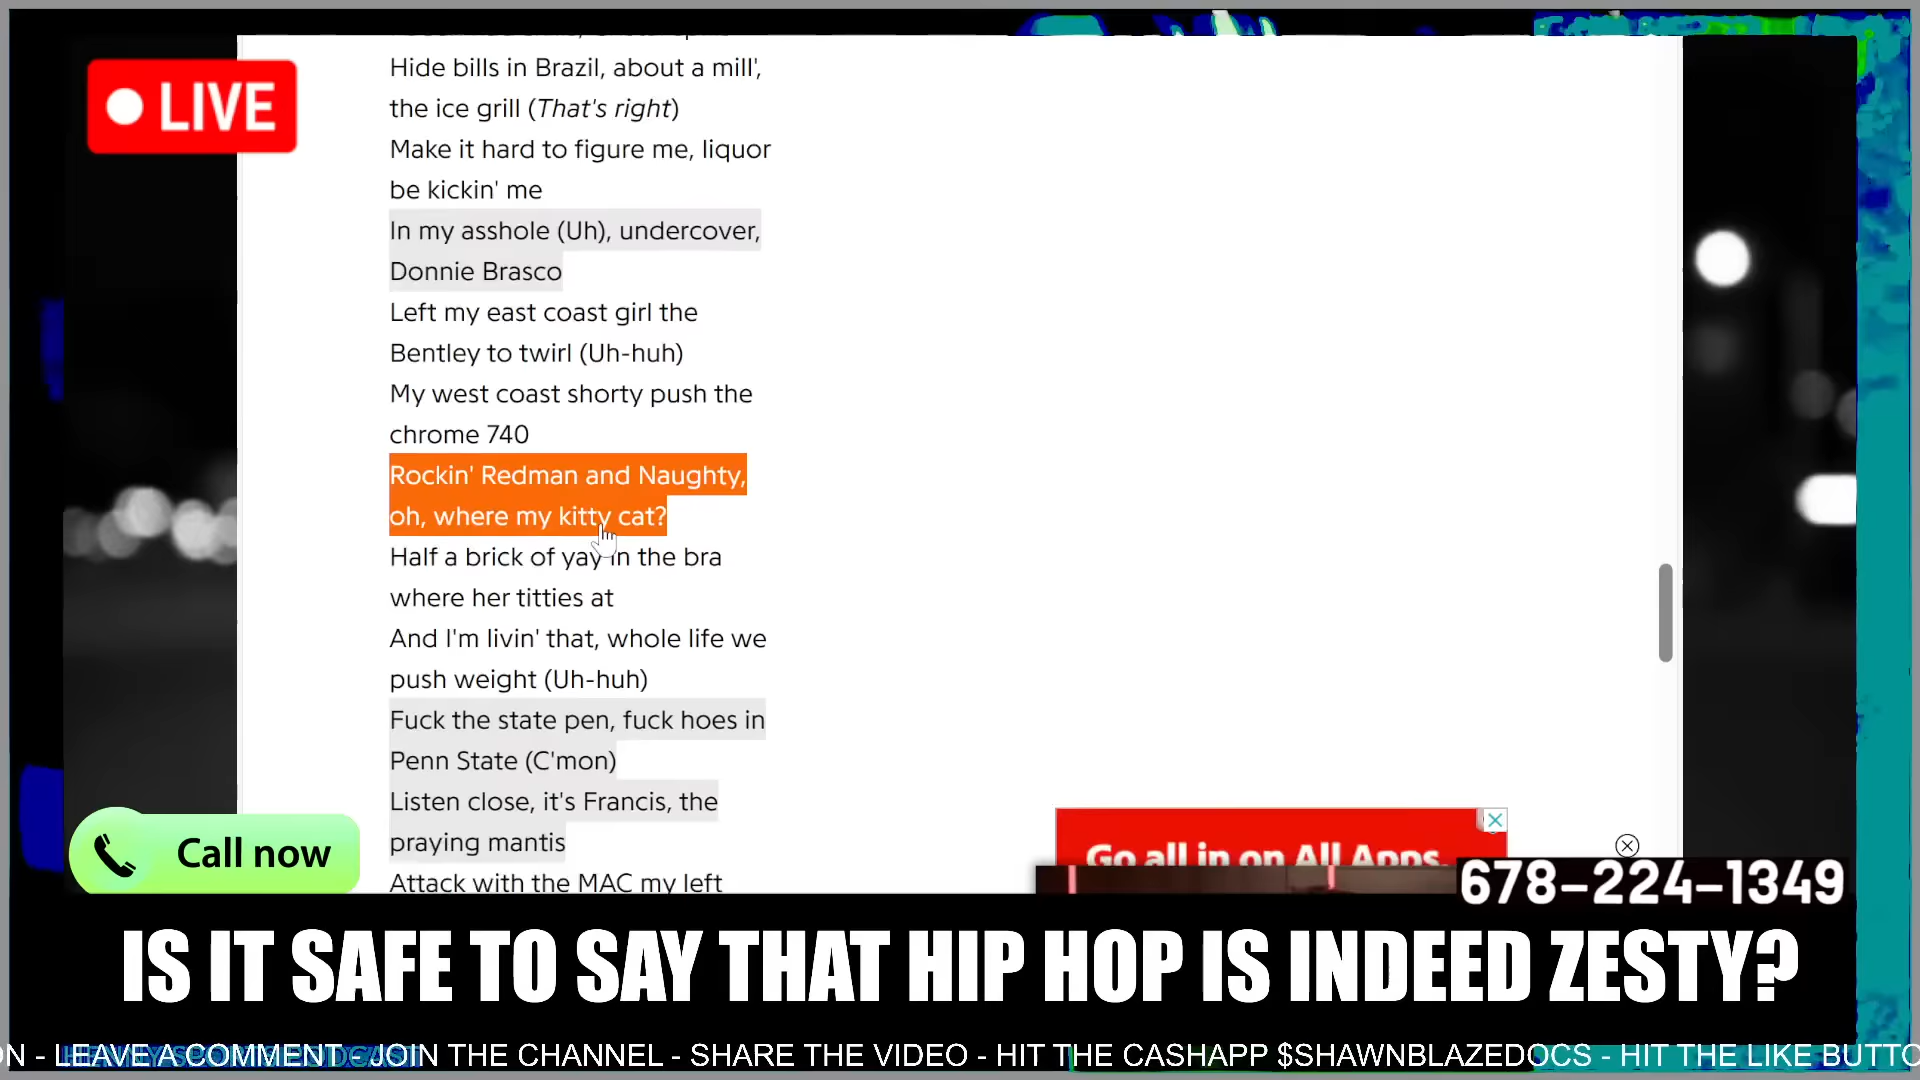 LIVE
Hide bills in Brazil, about a mill',
the ice grill (That's right)
Make it hard to figure me, liquor
be kickin' me
In my asshole (Uh), undercover,
Donnie Brasco
Left my east coast girl the
Bentley to twirl (Uh-huh)
My west coast shorty push the
chrome 740
Rockin' Redman and Naughty,
oh, where my kitty cat?
Half a brick of yay in the bra
where her titties at
And I'm livin' that, whole life we
push weight (Uh-huh)
Fuck the state pen, fuck hoes in
Penn State (C'mon)
Listen close, it's Francis, the
praying mantis
Attack with the MAC my left
Call now
Go all in on All Apps.
678-224-1349
IS IT SAFE TO SAY THAT HIP HOP IS INDEED ZESTY?
ON - LEAVE A COMMENT - JOIN THE CHANNEL - SHARE THE VIDEO - HIT THE CASHAPP $SHAWNBLAZEDOCS - HIT THE LIKE BUTTO